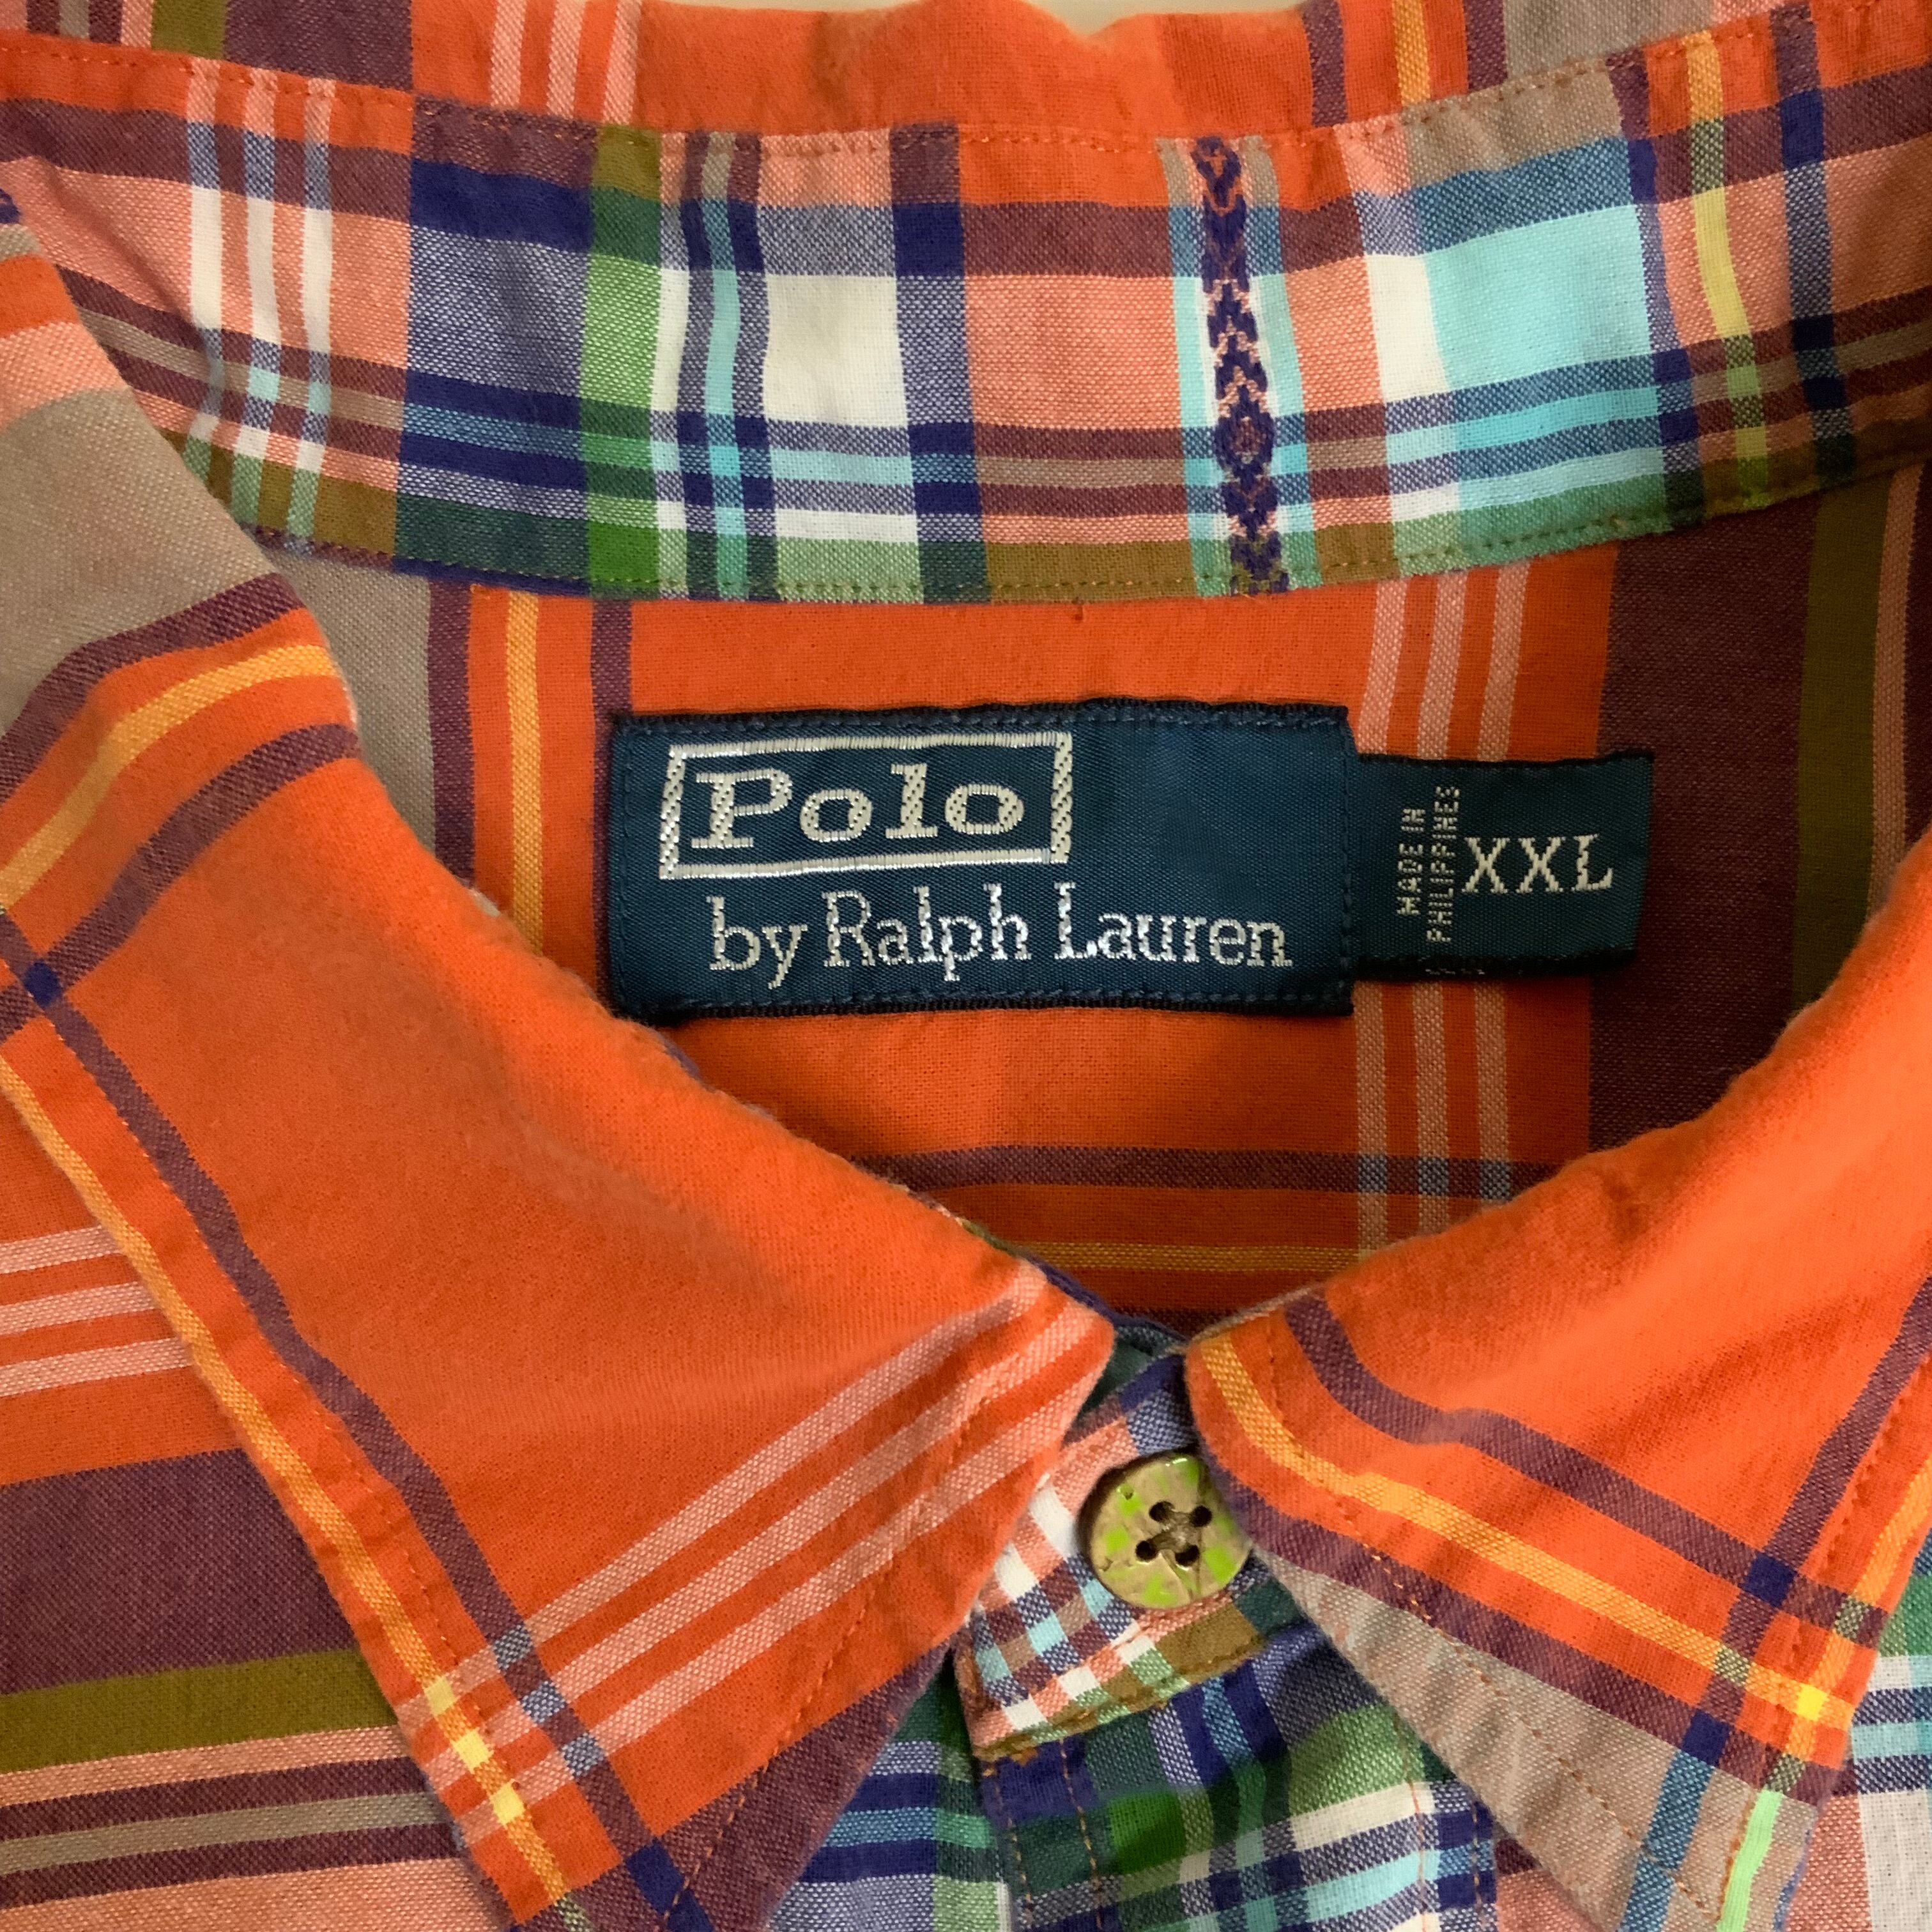 Polo
by Ralph Lauren
MADE IN
PHILIPPINES
XXL